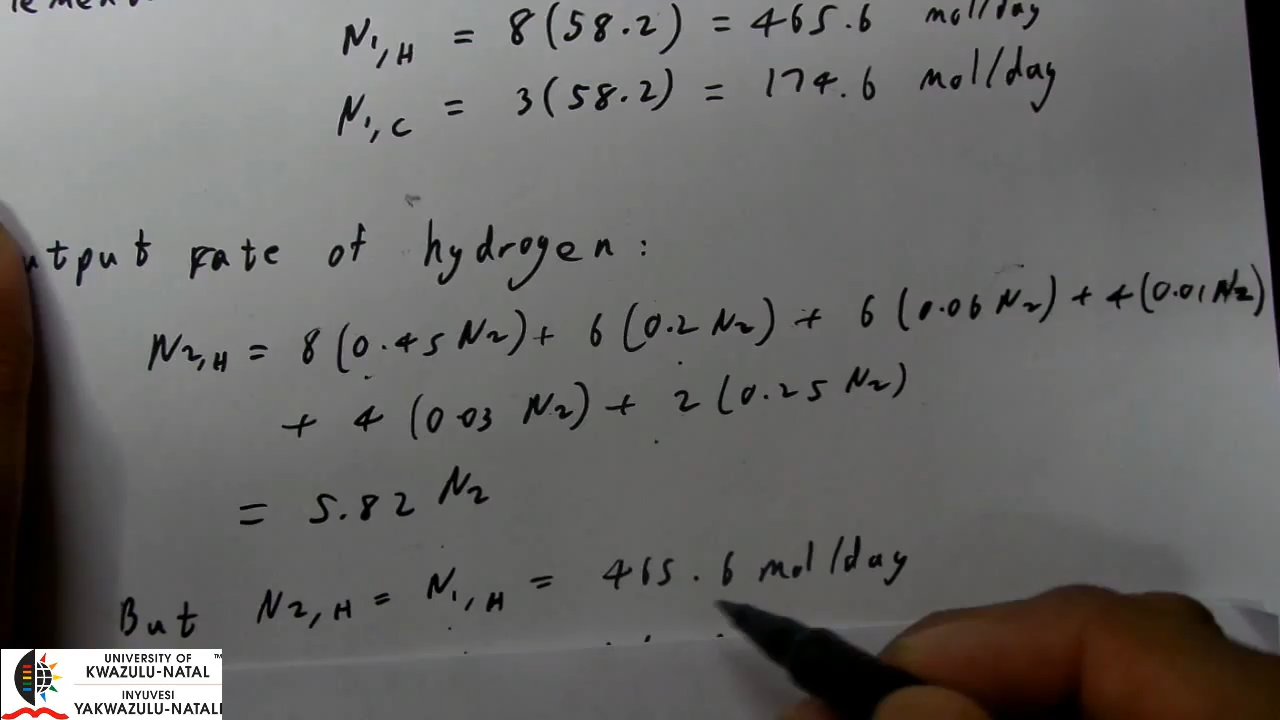 lement
N1,H = 8(58.2) = 465.6 mol/day
N1,C = 3(58.2) = 174.6 mol/day
utput rate of hydrogen:
N2,H = 8(0.45 N2) + 6(0.2 N2) + 6(0.06 N2) + 4(0.01 N2)
+ 4(0.03 N2) + 2(0.25 N2)
= 5.82 N2
But N2,H = N1,H = 465.6 mol/day
UNIVERSITY OF
KWAZULU-NATAL
INYUVESI
YAKWAZULU-NATALI